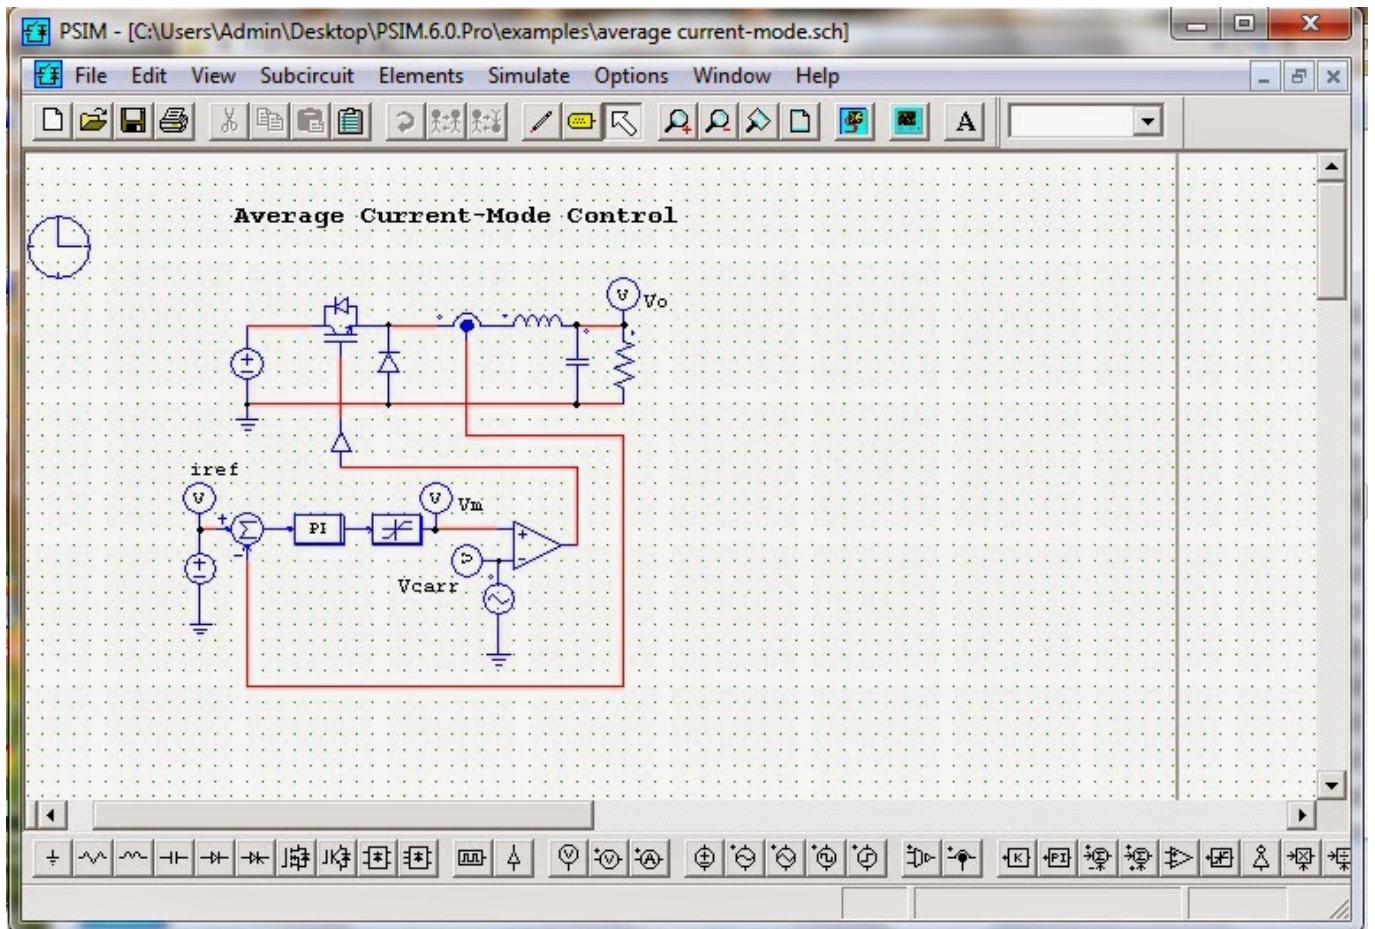 PSIM - [C:\Users\Admin\Desktop\PSIM.6.0.Pro\examples\average current-mode.sch]
File Edit View Subcircuit Elements Simulate Options Window Help
A
Average Current-Mode Control
V Vo
iref
V
V Vm
PI
V
Vcarr
V A
K PI